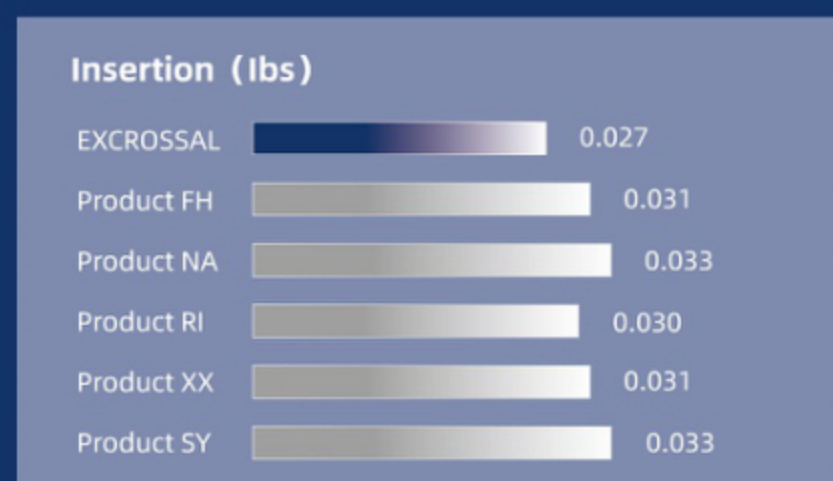 Insertion (Ibs)
EXCROSSAL 0.027
Product FH 0.031
Product NA 0.033
Product RI 0.030
Product XX 0.031
Product SY 0.033